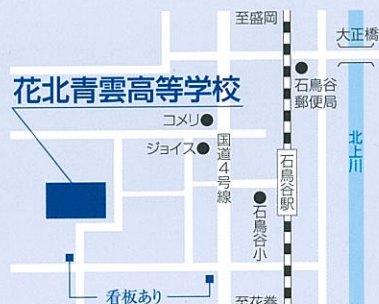 至盛岡
大正橋
花北青雲高等学校
石鳥谷
郵便局
コメリ
ジョイス
国道4号線
石鳥谷駅
北上川
石鳥谷小
看板あり
至花巻